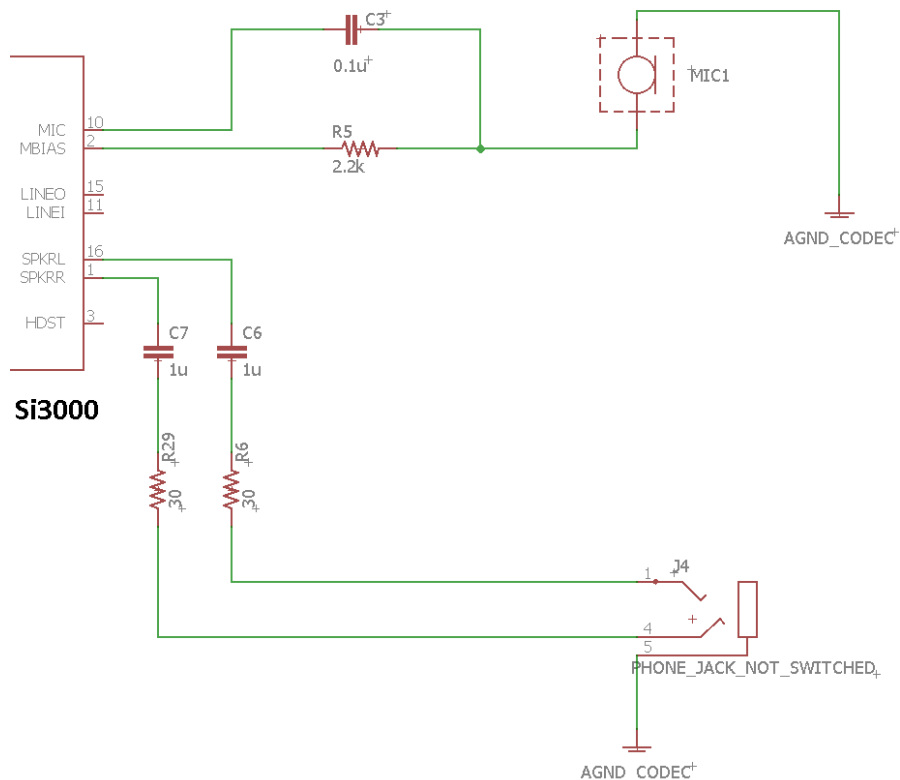 C3
0.1u
MIC1
MIC 10
MBIAS 2
R5
2.2k
LINEO 15
LINEI 11
AGND_CODEC
SPKRL 16
SPKRR 1
HDST 3
C7
C6
1u
1u
Si3000
R29
30
R6
30
1
J4
4
5
PHONE_JACK_NOT_SWITCHED
AGND_CODEC